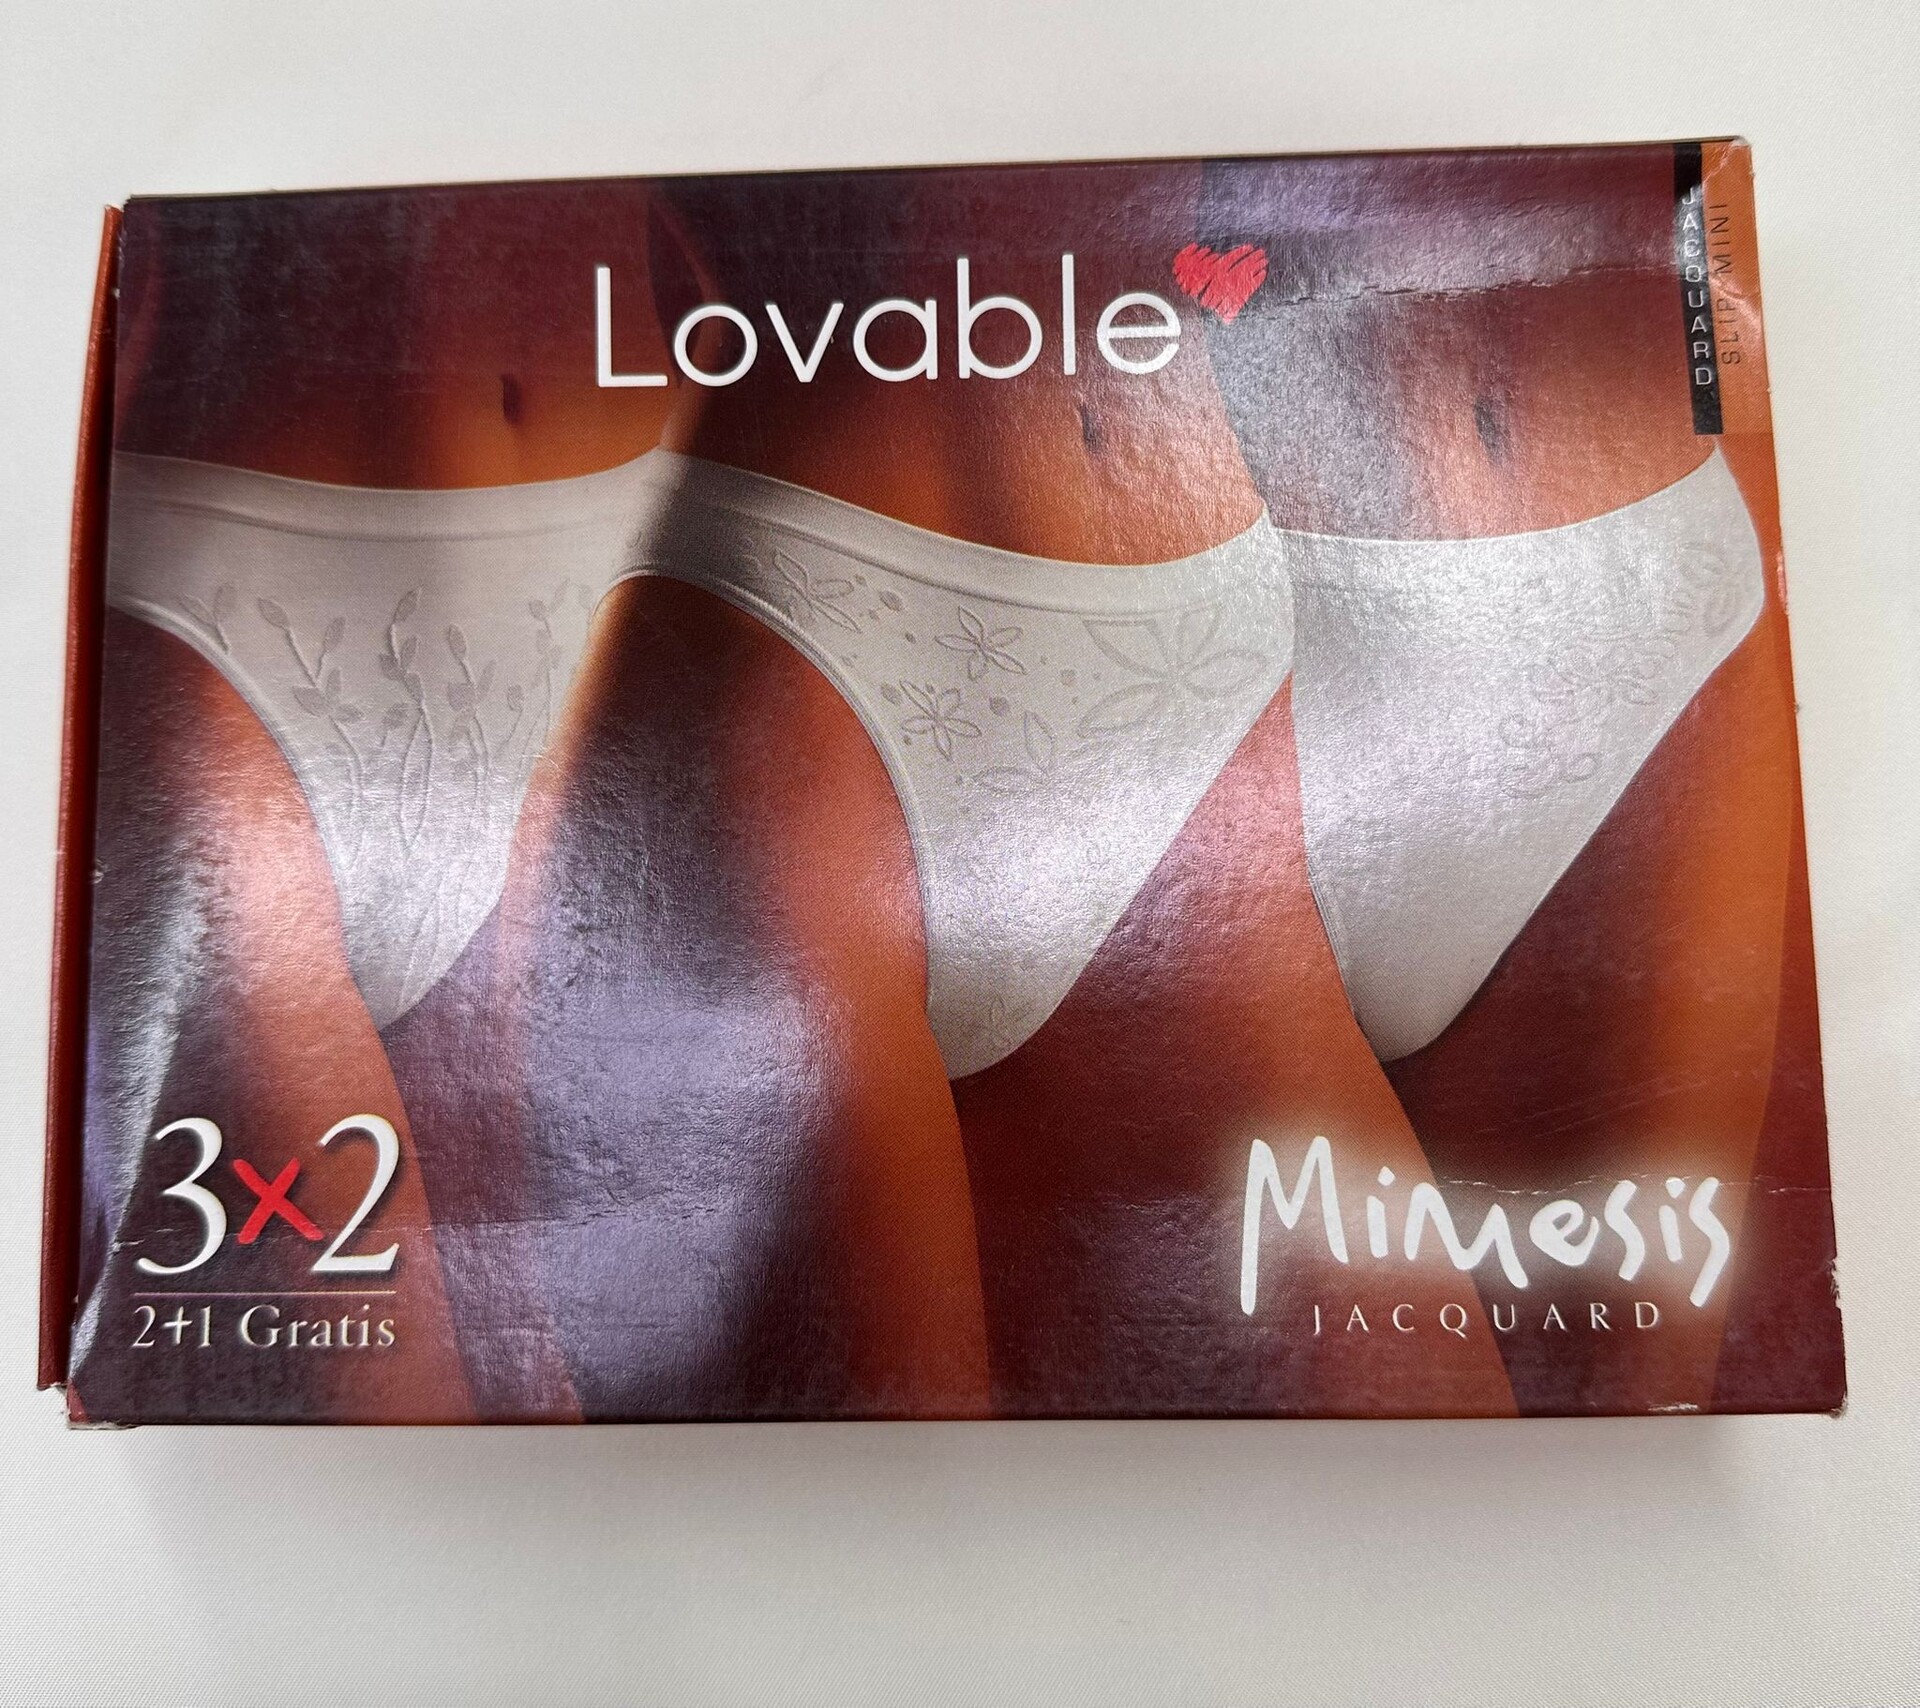 Lovable
JACQUARD
SLIP MINI
3x2
2+1 Gratis
Mimesis
JACQUARD